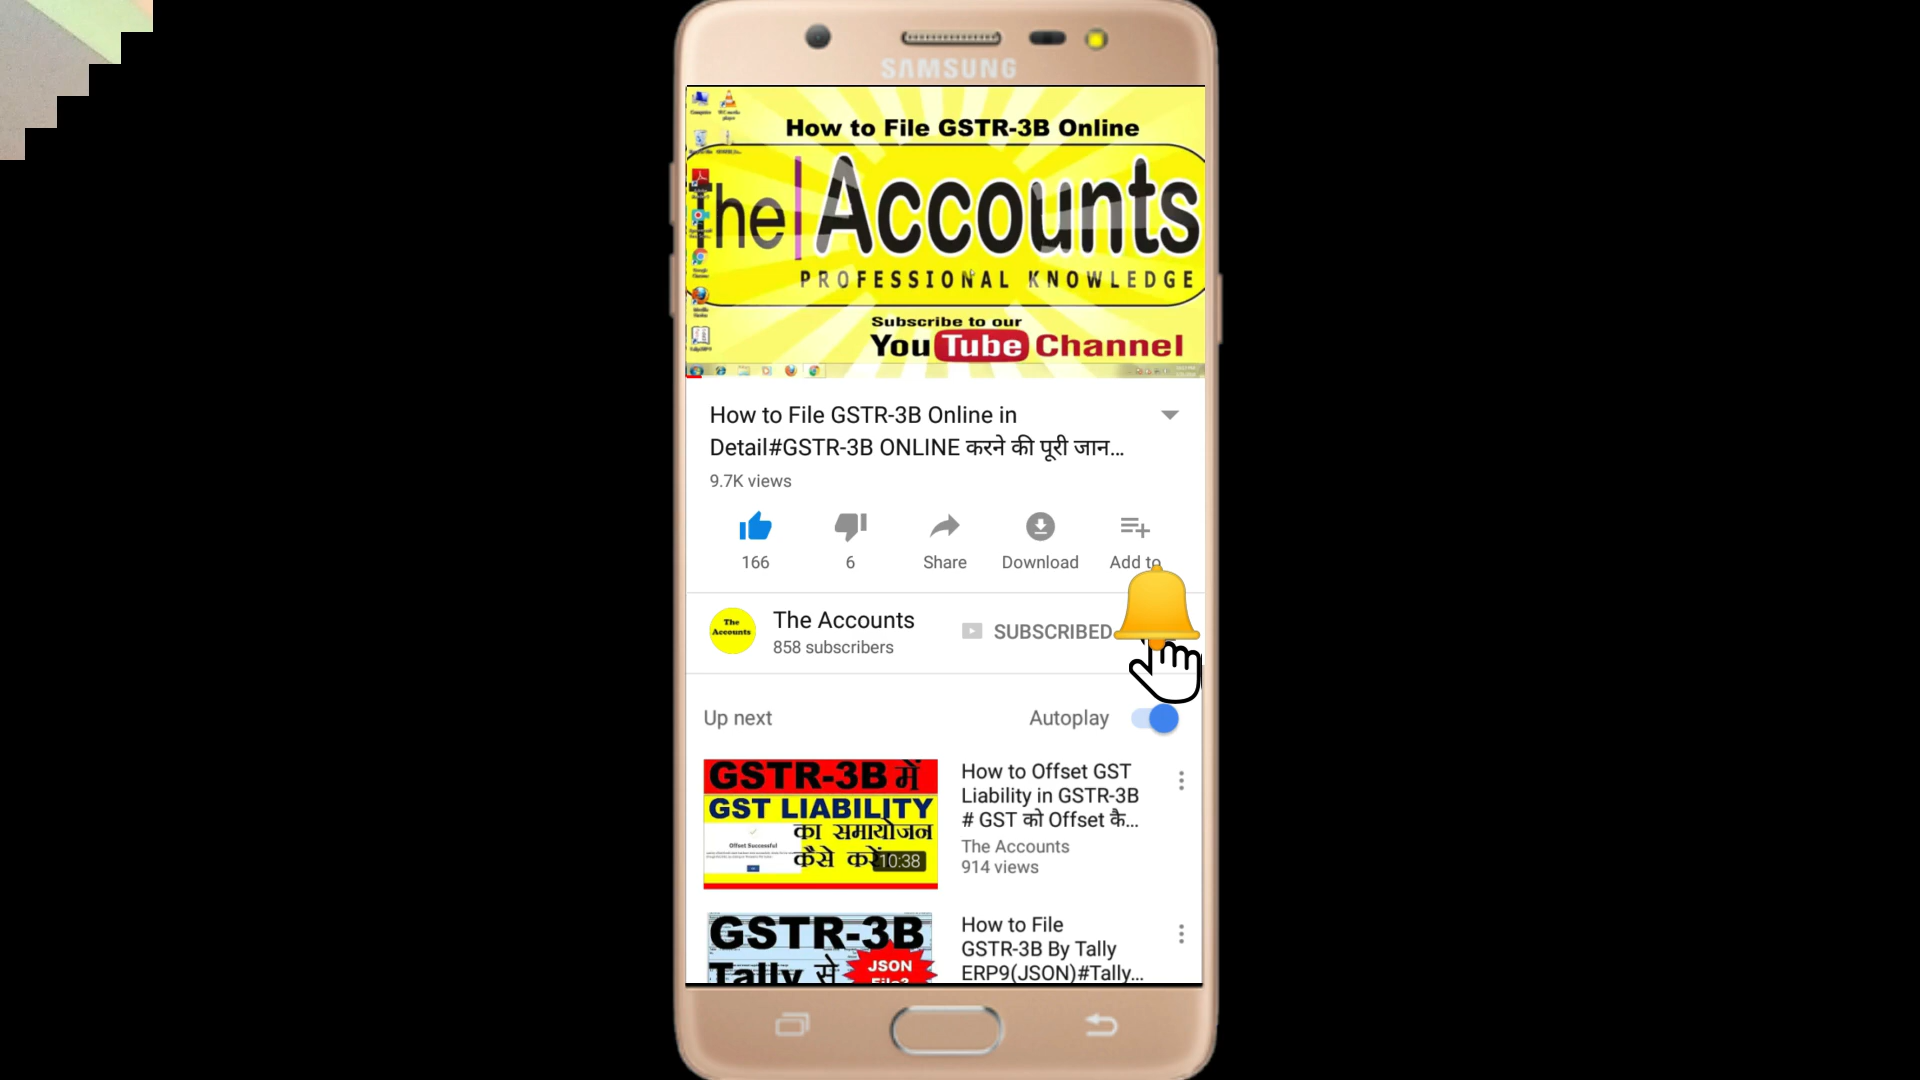 SAMSUNG
How to File GSTR-3B Online
The Accounts
PROFESSIONAL KNOWLEDGE
Subscribe to our
YouTube Channel
How to File GSTR-3B Online in
Detail#GSTR-3B ONLINE करने की पूरी जान...
9.7K views
166
6
Share
Download
Add to
The Accounts
The Accounts
858 subscribers
SUBSCRIBED
Up next
Autoplay
GSTR-3B में
GST LIABILITY
का समायोजन
कैसे करें
Offset Successful
10:38
How to Offset GST
Liability in GSTR-3B
# GST को Offset कै...
The Accounts
914 views
GSTR-3B
Tally से
JSON
How to File
GSTR-3B By Tally
ERP9(JSON)#Tally...